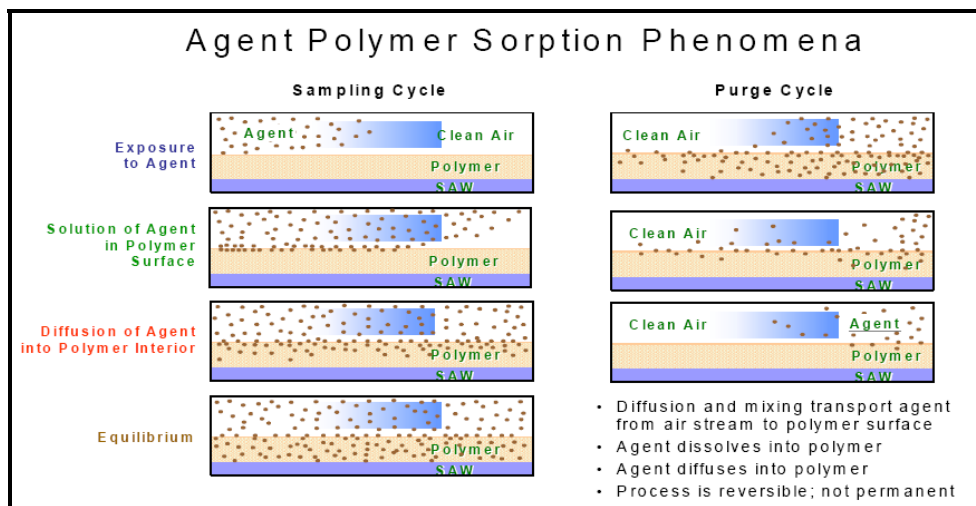 Agent Polymer Sorption Phenomena
Sampling Cycle
Exposure
to Agent
Agent
Clean Air
Polymer
SAW
Solution of Agent
in Polymer
Surface
Polymer
SAW
Diffusion of Agent
into Polymer Interior
Polymer
SAW
Equilibrium
Polymer
SAW
Purge Cycle
Clean Air
Polymer
SAW
Clean Air
Polymer
SAW
Clean Air
Agent
Polymer
SAW
• Diffusion and mixing transport agent
from air stream to polymer surface
• Agent dissolves into polymer
• Agent diffuses into polymer
• Process is reversible; not permanent